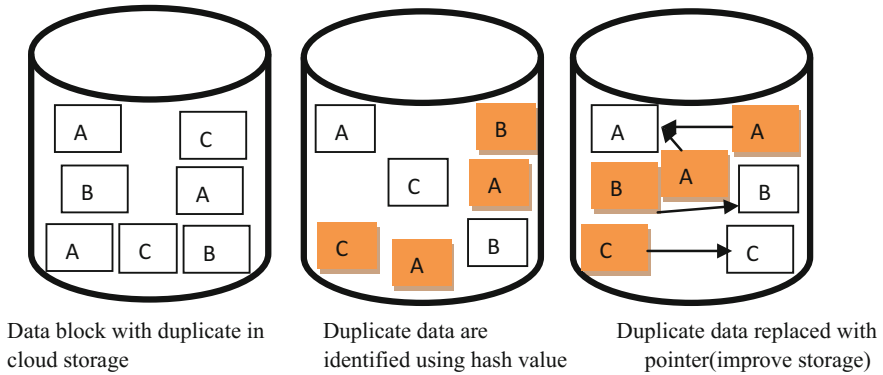 A
C
B
A
A
C
B
A
B
C
A
C
A
B
A
A
B
A
B
C
C
Data block with duplicate in
cloud storage
Duplicate data are
identified using hash value
Duplicate data replaced with
pointer(improve storage)